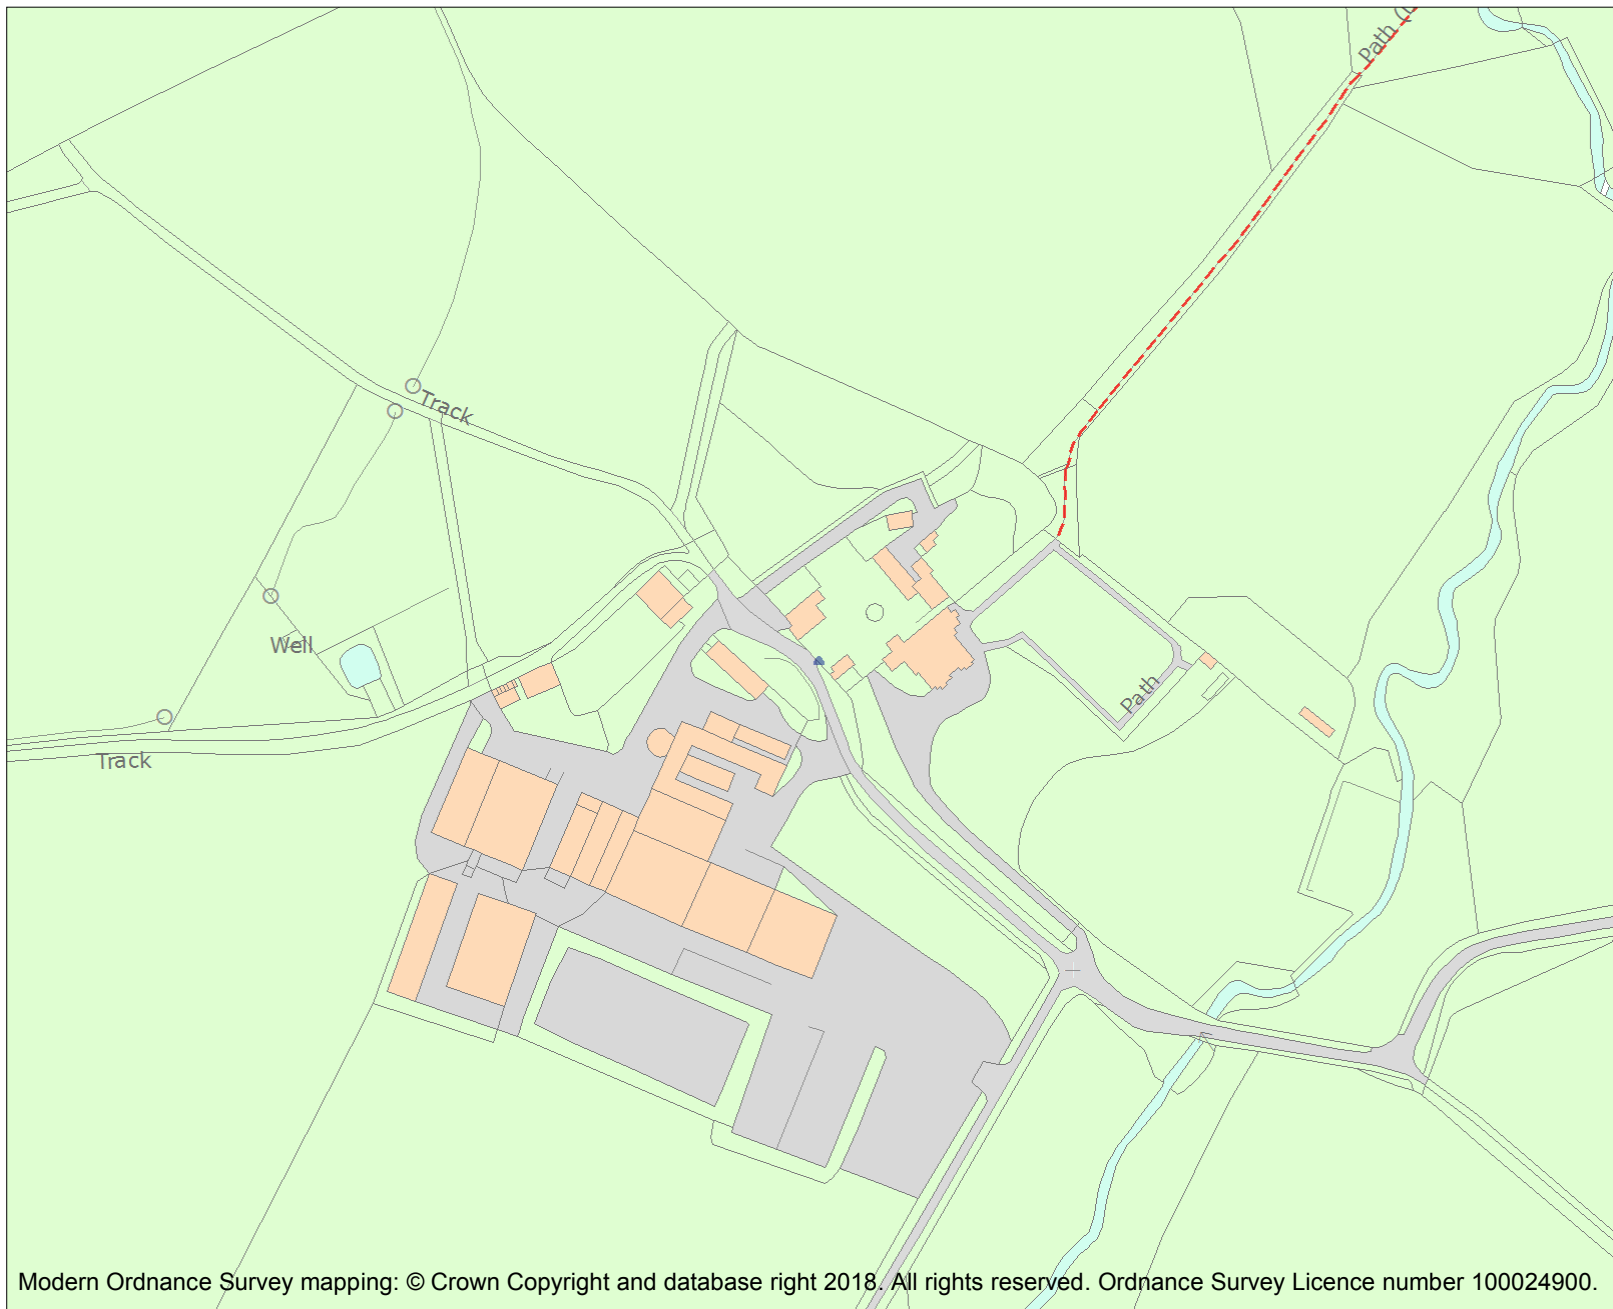 Path (
Track
Well
Path
Track
Modern Ordnance Survey mapping: © Crown Copyright and database right 2018. All rights reserved. Ordnance Survey Licence number 100024900.